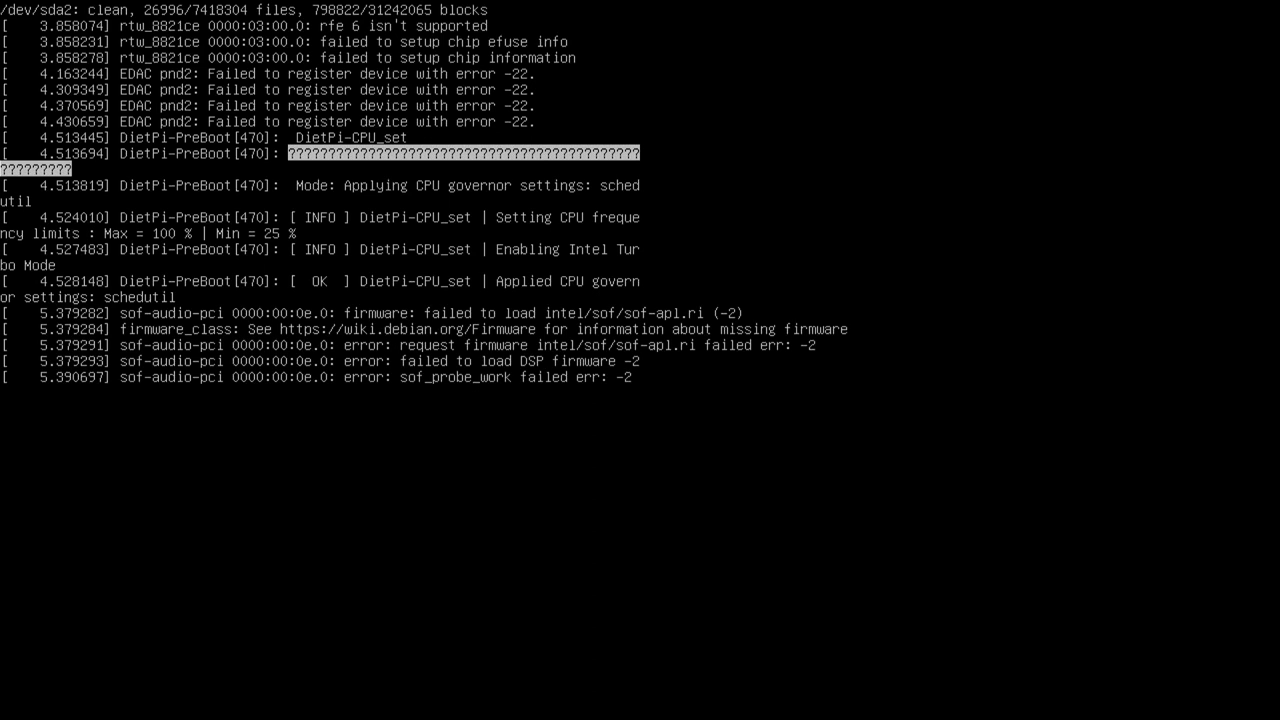 /dev/sda2: clean, 26996/7418304 files, 798822/31242065 blocks
[    3.858074] rtw_8821ce 0000:03:00.0: rfe 6 isn't supported
[    3.858231] rtw_8821ce 0000:03:00.0: failed to setup chip efuse info
[    3.858278] rtw_8821ce 0000:03:00.0: failed to setup chip information
[    4.163244] EDAC pnd2: Failed to register device with error -22.
[    4.309349] EDAC pnd2: Failed to register device with error -22.
[    4.370569] EDAC pnd2: Failed to register device with error -22.
[    4.430659] EDAC pnd2: Failed to register device with error -22.
[    4.513445] DietPi-PreBoot[470]:  DietPi-CPU_set
[    4.513694] DietPi-PreBoot[470]: ????????????????????????????????????????????
?????????
[    4.513819] DietPi-PreBoot[470]:  Mode: Applying CPU governor settings: sched
util
[    4.524010] DietPi-PreBoot[470]: [ INFO ] DietPi-CPU_set | Setting CPU freque
ncy limits : Max = 100 % | Min = 25 %
[    4.527483] DietPi-PreBoot[470]: [ INFO ] DietPi-CPU_set | Enabling Intel Tur
bo Mode
[    4.528148] DietPi-PreBoot[470]: [  OK  ] DietPi-CPU_set | Applied CPU govern
or settings: schedutil
[    5.379282] sof-audio-pci 0000:00:0e.0: firmware: failed to load intel/sof/sof-apl.ri (-2)
[    5.379284] firmware_class: See https://wiki.debian.org/Firmware for information about missing firmware
[    5.379291] sof-audio-pci 0000:00:0e.0: error: request firmware intel/sof/sof-apl.ri failed err: -2
[    5.379293] sof-audio-pci 0000:00:0e.0: error: failed to load DSP firmware -2
[    5.390697] sof-audio-pci 0000:00:0e.0: error: sof_probe_work failed err: -2